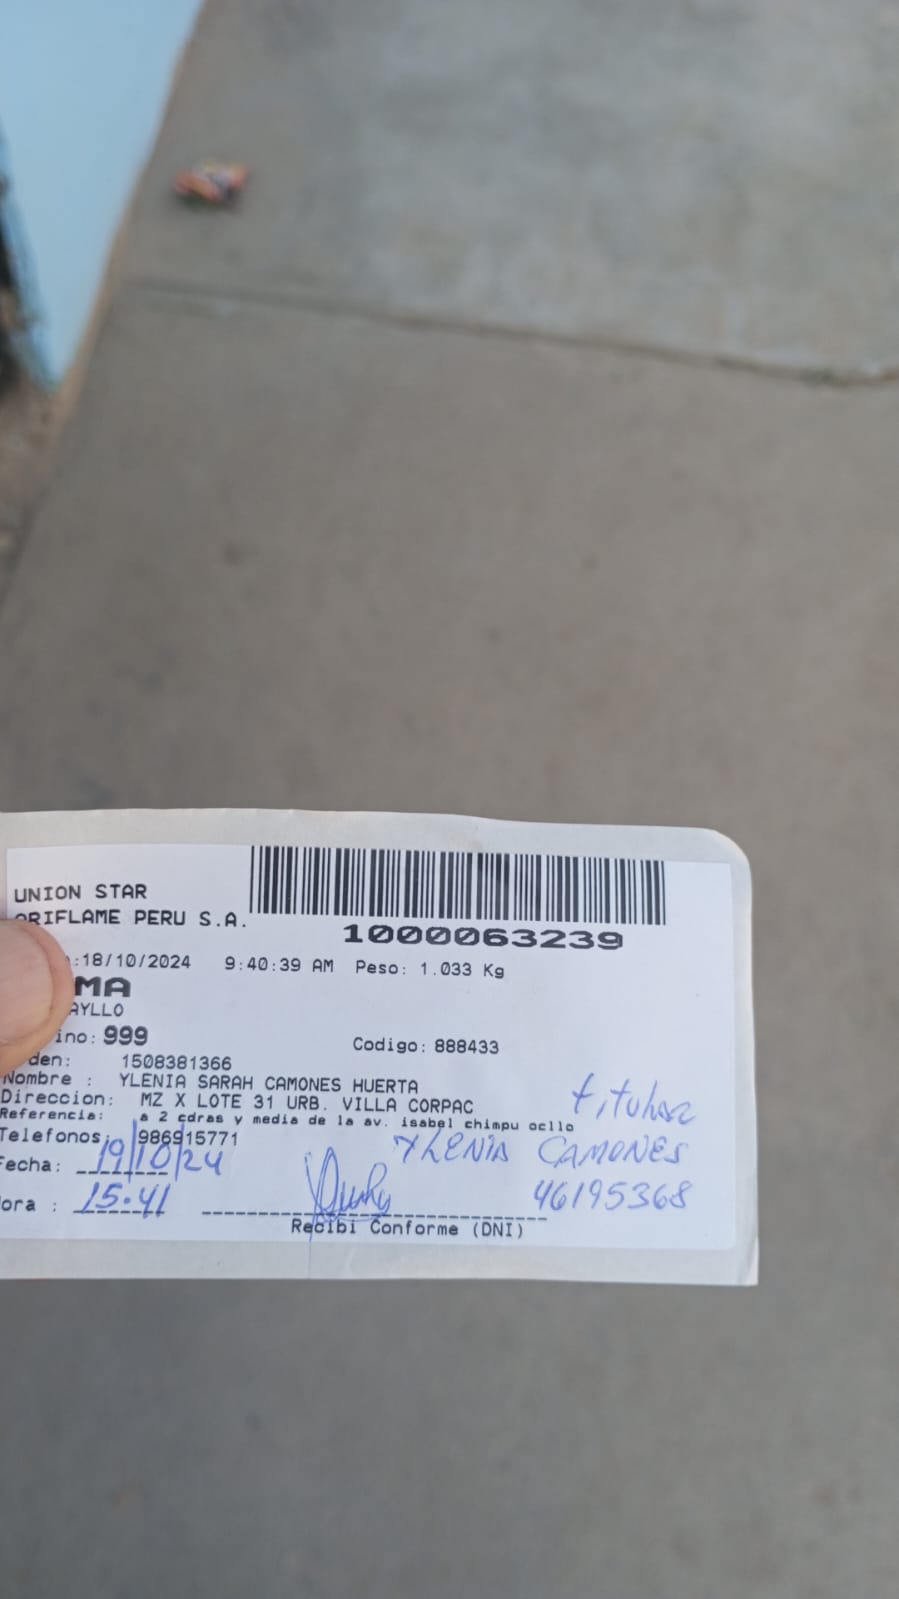 UNION STAR
ORIFLAME PERU S.A.
1000063239
:18/10/2024 9:40:39 AM Peso: 1.033 Kg
MA
AYLLO
ino: 999
Codigo: 888433
den: 1508381366
Nombre : YLENIA SARAH CAMONES HUERTA
Direccion: MZ X LOTE 31 URB. VILLA CORPAC
Referencia: a 2 cdras y media de la av. isabel chimpu ocllo
titular
Telefonos: 986915771
YLENIA CAMONES
Fecha: 19/10/24
46195368
ora : 15:41
Recibi Conforme (DNI)